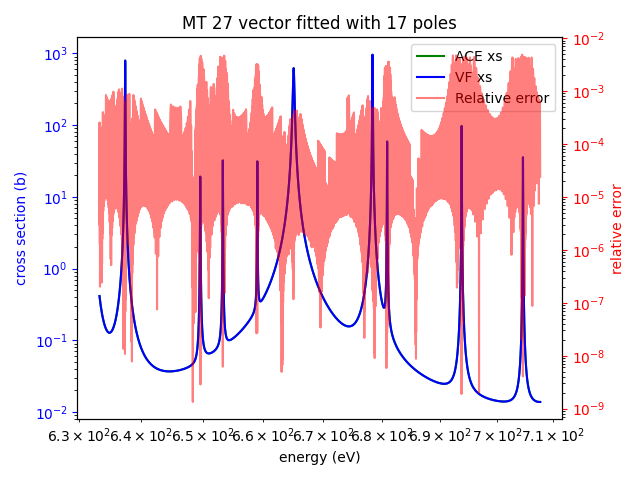 MT 27 vector fitted with 17 poles
ACE xs
VF xs
Relative error
cross section (b)
10³
10²
10¹
10⁰
10⁻¹
10⁻²
relative error
10⁻²
10⁻³
10⁻⁴
10⁻⁵
10⁻⁶
10⁻⁷
10⁻⁸
10⁻⁹
6.3 × 10² 6.4 × 10² 6.5 × 10² 6.6 × 10² 6.7 × 10² 6.8 × 10² 6.9 × 10² 7 × 10² 7.1 × 10²
energy (eV)